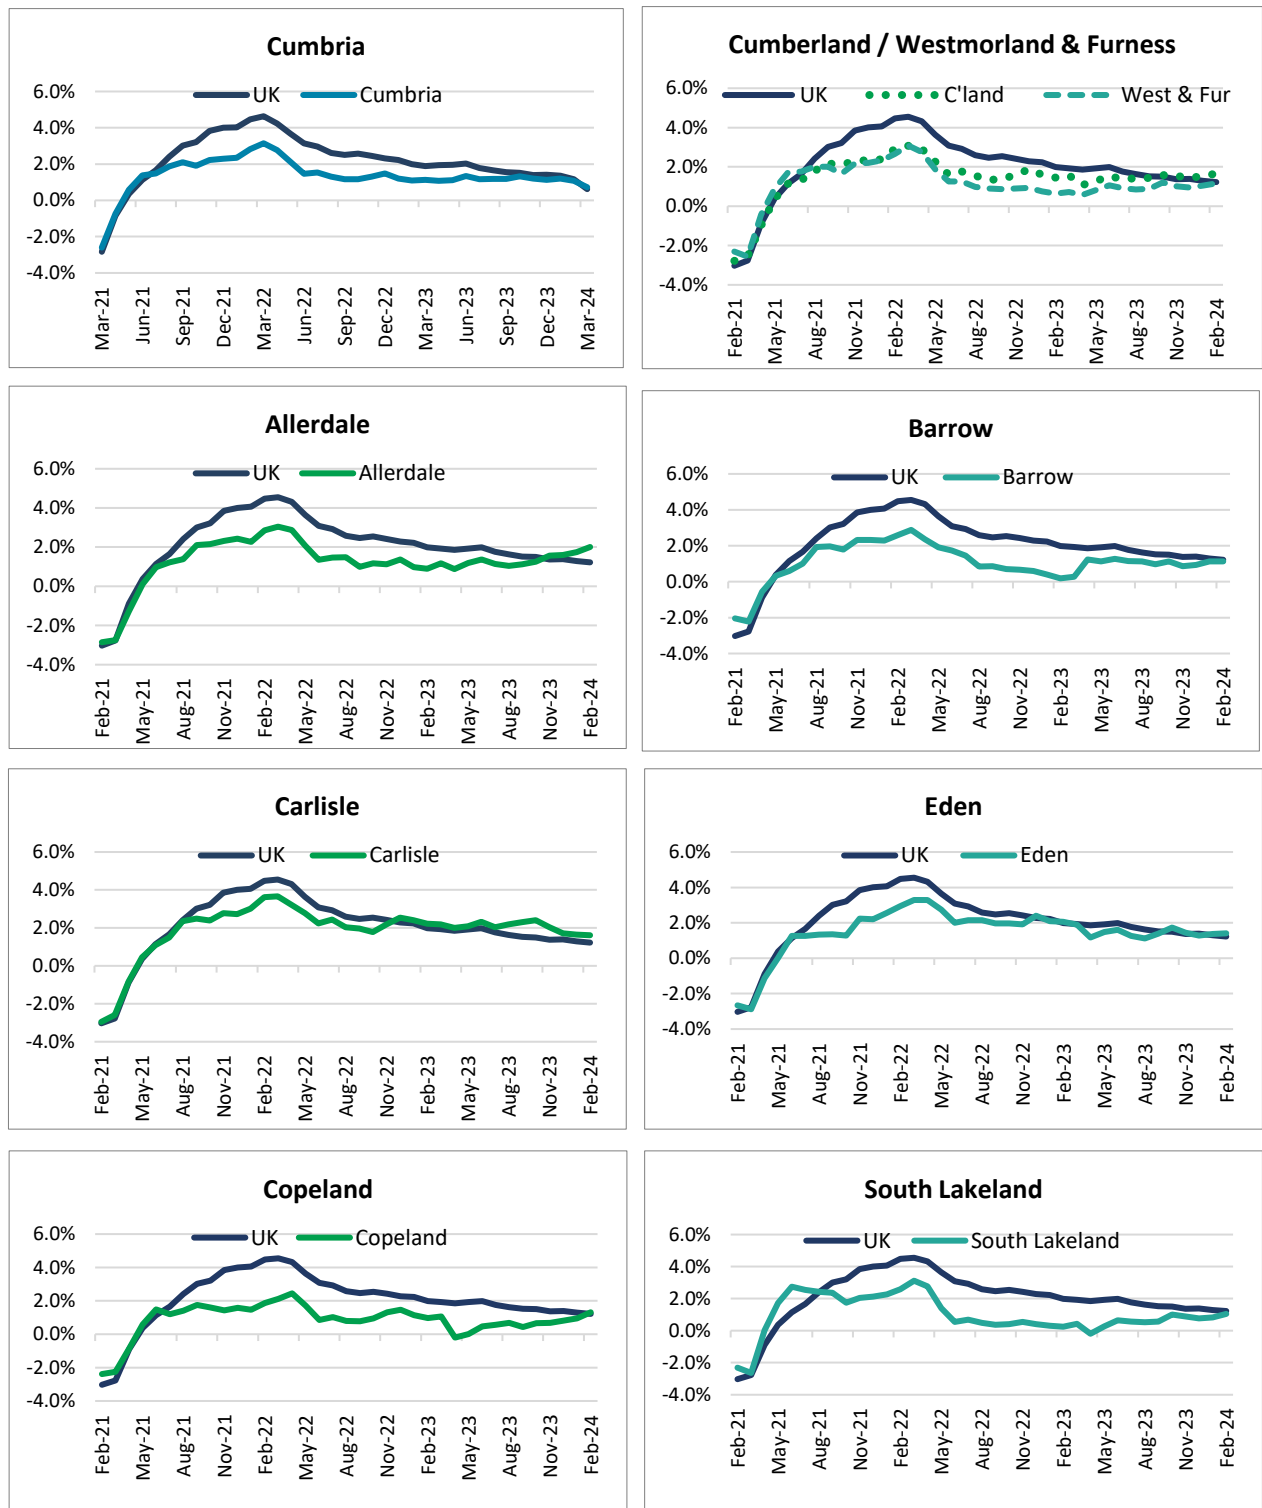 Cumbria
UK Cumbria
6.0%
4.0%
2.0%
0.0%
-2.0%
-4.0%
Mar-21 Jun-21 Sep-21 Dec-21 Mar-22 Jun-22 Sep-22 Dec-22 Mar-23 Jun-23 Sep-23 Dec-23 Mar-24
Cumberland / Westmorland & Furness
UK C'land West & Fur
6.0%
4.0%
2.0%
0.0%
-2.0%
-4.0%
Feb-21 May-21 Aug-21 Nov-21 Feb-22 May-22 Aug-22 Nov-22 Feb-23 May-23 Aug-23 Nov-23 Feb-24
Allerdale
UK Allerdale
6.0%
4.0%
2.0%
0.0%
-2.0%
-4.0%
Feb-21 May-21 Aug-21 Nov-21 Feb-22 May-22 Aug-22 Nov-22 Feb-23 May-23 Aug-23 Nov-23 Feb-24
Barrow
UK Barrow
6.0%
4.0%
2.0%
0.0%
-2.0%
-4.0%
Feb-21 May-21 Aug-21 Nov-21 Feb-22 May-22 Aug-22 Nov-22 Feb-23 May-23 Aug-23 Nov-23 Feb-24
Carlisle
UK Carlisle
6.0%
4.0%
2.0%
0.0%
-2.0%
-4.0%
Feb-21 May-21 Aug-21 Nov-21 Feb-22 May-22 Aug-22 Nov-22 Feb-23 May-23 Aug-23 Nov-23 Feb-24
Eden
UK Eden
6.0%
4.0%
2.0%
0.0%
-2.0%
-4.0%
Feb-21 May-21 Aug-21 Nov-21 Feb-22 May-22 Aug-22 Nov-22 Feb-23 May-23 Aug-23 Nov-23 Feb-24
Copeland
UK Copeland
6.0%
4.0%
2.0%
0.0%
-2.0%
-4.0%
Feb-21 May-21 Aug-21 Nov-21 Feb-22 May-22 Aug-22 Nov-22 Feb-23 May-23 Aug-23 Nov-23 Feb-24
South Lakeland
UK South Lakeland
6.0%
4.0%
2.0%
0.0%
-2.0%
-4.0%
Feb-21 May-21 Aug-21 Nov-21 Feb-22 May-22 Aug-22 Nov-22 Feb-23 May-23 Aug-23 Nov-23 Feb-24